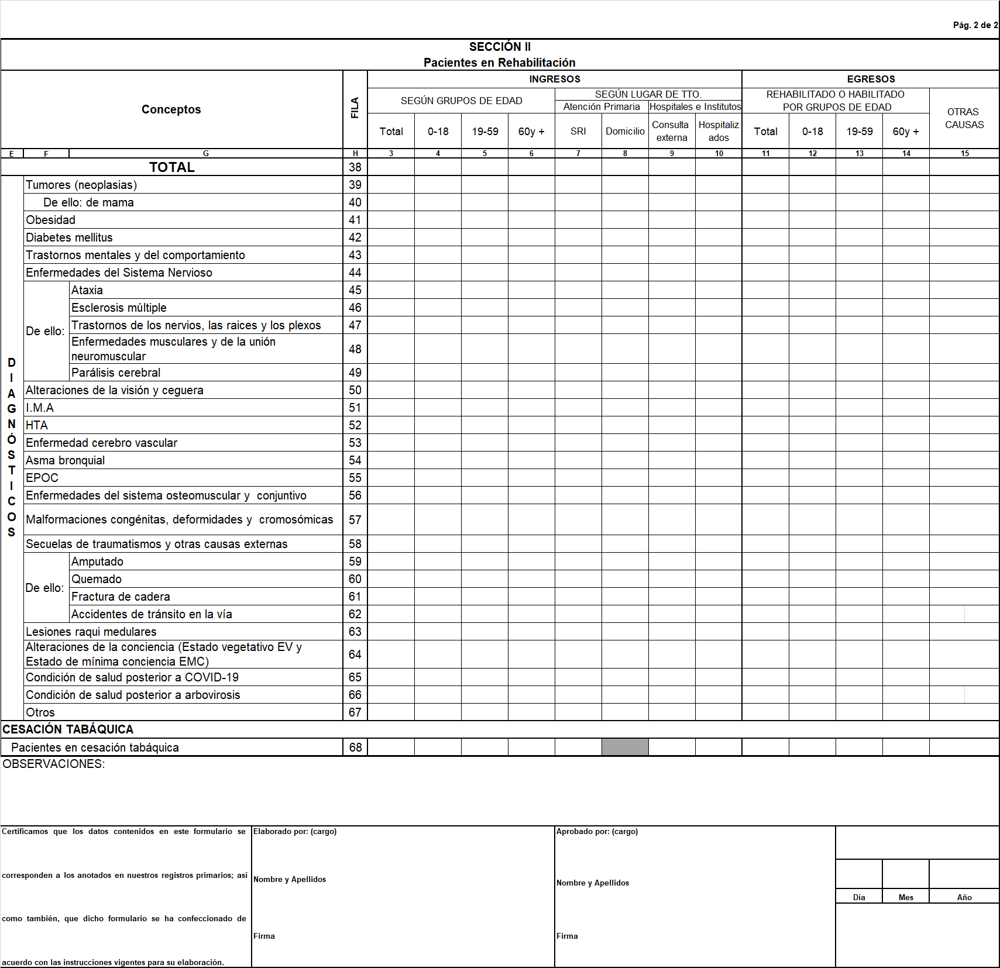 Pág. 2 de 2
SECCIÓN II
Pacientes en Rehabilitación
Conceptos
FILA
INGRESOS
EGRESOS
SEGÚN GRUPOS DE EDAD
SEGÚN LUGAR DE TTO.
REHABILITADO O HABILITADO
POR GRUPOS DE EDAD
OTRAS
CAUSAS
Atención Primaria
Hospitales e Institutos
Total
0-18
19-59
60y +
SRI
Domicilio
Consulta
externa
Hospitaliz
ados
Total
0-18
19-59
60y +
E F G H 3 4 5 6 7 8 9 10 11 12 13 14 15
TOTAL 38
DIAGNÓSTICOS
Tumores (neoplasias) 39
De ello: de mama 40
Obesidad 41
Diabetes mellitus 42
Trastornos mentales y del comportamiento 43
Enfermedades del Sistema Nervioso 44
De ello:
Ataxia 45
Esclerosis múltiple 46
Trastornos de los nervios, las raices y los plexos 47
Enfermedades musculares y de la unión
neuromuscular 48
Parálisis cerebral 49
Alteraciones de la visión y ceguera 50
I.M.A 51
HTA 52
Enfermedad cerebro vascular 53
Asma bronquial 54
EPOC 55
Enfermedades del sistema osteomuscular y  conjuntivo 56
Malformaciones congénitas, deformidades y  cromosómicas 57
Secuelas de traumatismos y otras causas externas 58
De ello:
Amputado 59
Quemado 60
Fractura de cadera 61
Accidentes de tránsito en la vía 62
Lesiones raqui medulares 63
Alteraciones de la conciencia (Estado vegetativo EV y
Estado de mínima conciencia EMC) 64
Condición de salud posterior a COVID-19 65
Condición de salud posterior a arbovirosis 66
Otros 67
CESACIÓN TABÁQUICA
Pacientes en cesación tabáquica 68
OBSERVACIONES:
Certificamos que los datos contenidos en este formulario se
corresponden a los anotados en nuestros registros primarios; así
como también, que dicho formulario se ha confeccionado de
acuerdo con las instrucciones vigentes para su elaboración.
Elaborado por: (cargo)
Nombre y Apellidos
Firma
Aprobado por: (cargo)
Nombre y Apellidos
Firma
Día Mes Año